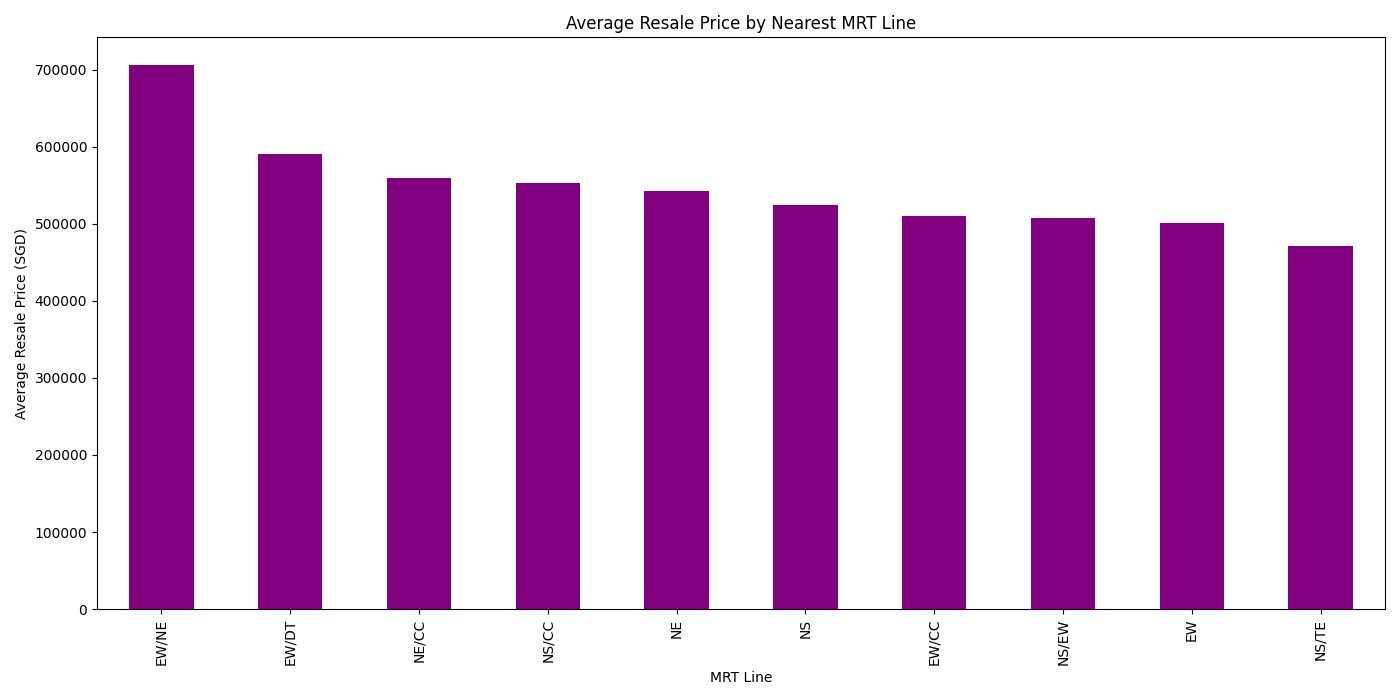 Average Resale Price by Nearest MRT Line
Average Resale Price (SGD)
700000
600000
500000
400000
300000
200000
100000
0
EW/NE
EW/DT
NE/CC
NS/CC
NE
NS
EW/CC
NS/EW
EW
NS/TE
MRT Line